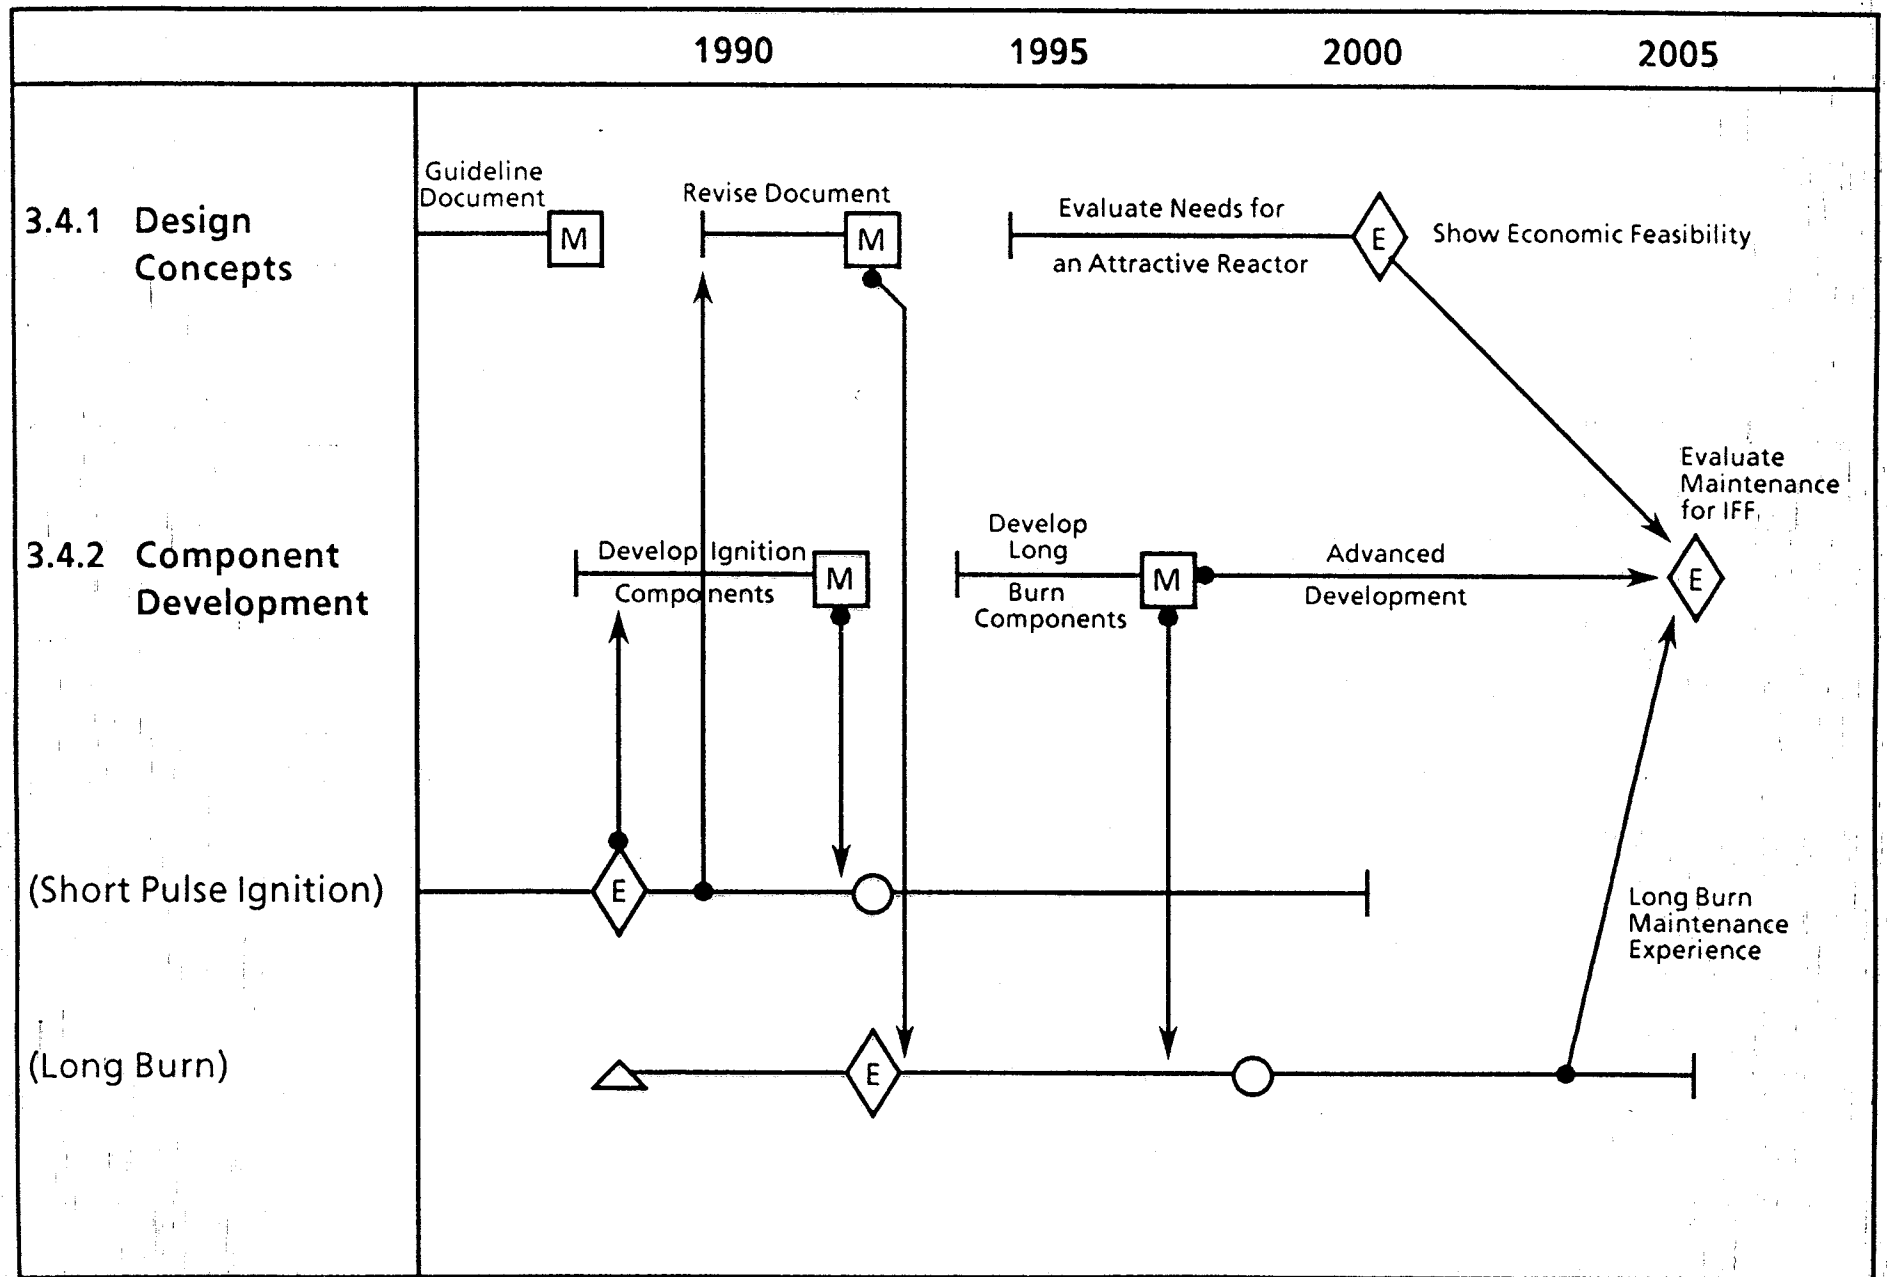 1990 1995 2000 2005
Guideline
Document
Revise Document
3.4.1 Design
Concepts
M
M
Evaluate Needs for
an Attractive Reactor
E
Show Economic Feasibility
Evaluate
Maintenance
for IFF
3.4.2 Component
Development
Develop Ignition
Components
M
Develop
Long
Burn
Components
M
Advanced
Development
E
(Short Pulse Ignition)
E
Long Burn
Maintenance
Experience
(Long Burn)
E